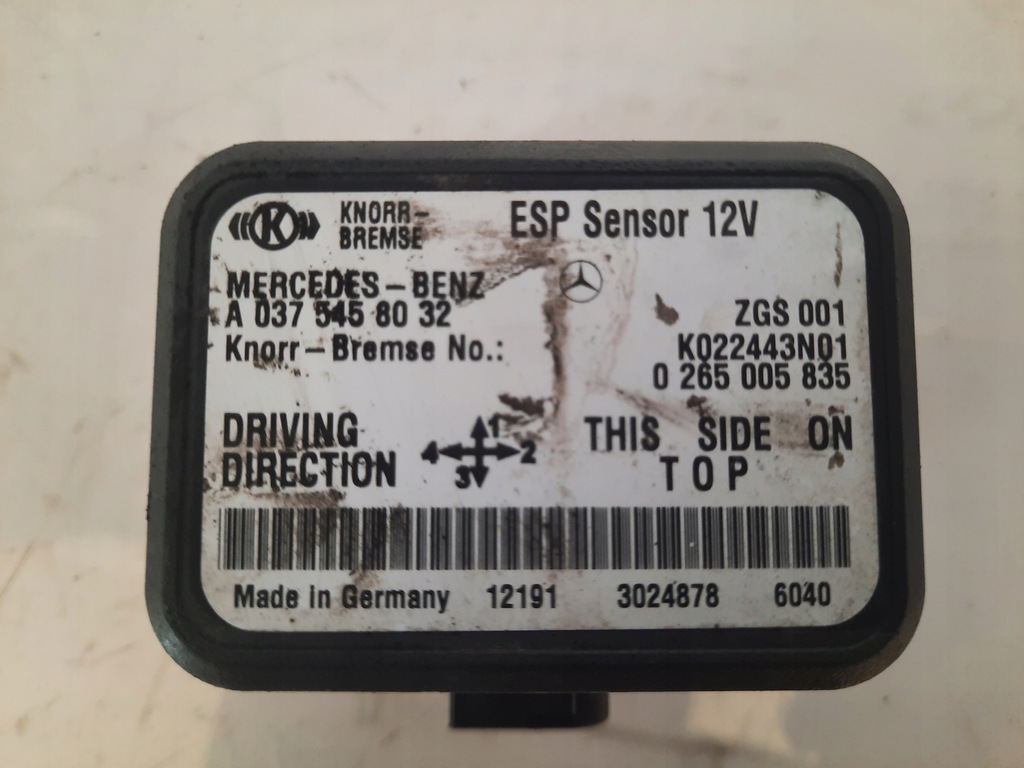 K KNORR-
BREMSE
ESP Sensor 12V
MERCEDES-BENZ
A 037 545 80 32
ZGS 001
Knorr-Bremse No.: K022443N01
0 265 005 835
DRIVING
DIRECTION
1
4 2
3
THIS SIDE ON
TOP
Made in Germany 12191 3024878 6040